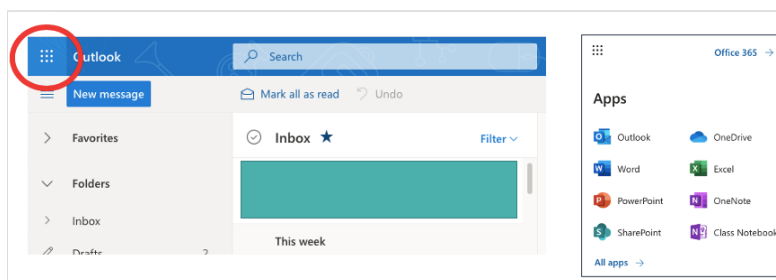 Outlook
Search
New message
Mark all as read
Undo
Favorites
Inbox
Filter
Folders
Inbox
Drafts 2
This week
Office 365 →
Apps
Outlook
OneDrive
Word
Excel
PowerPoint
OneNote
SharePoint
Class Notebook
All apps →